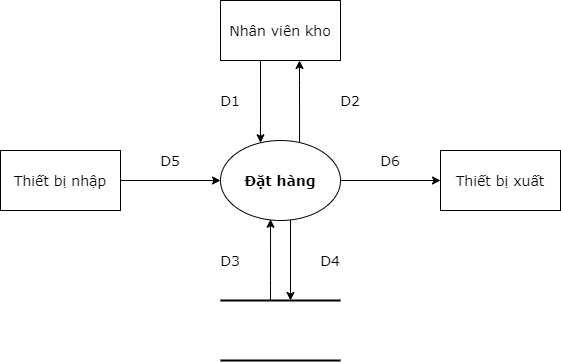 Nhân viên kho
D1
D2
D5
D6
Thiết bị nhập
Đặt hàng
Thiết bị xuất
D3
D4